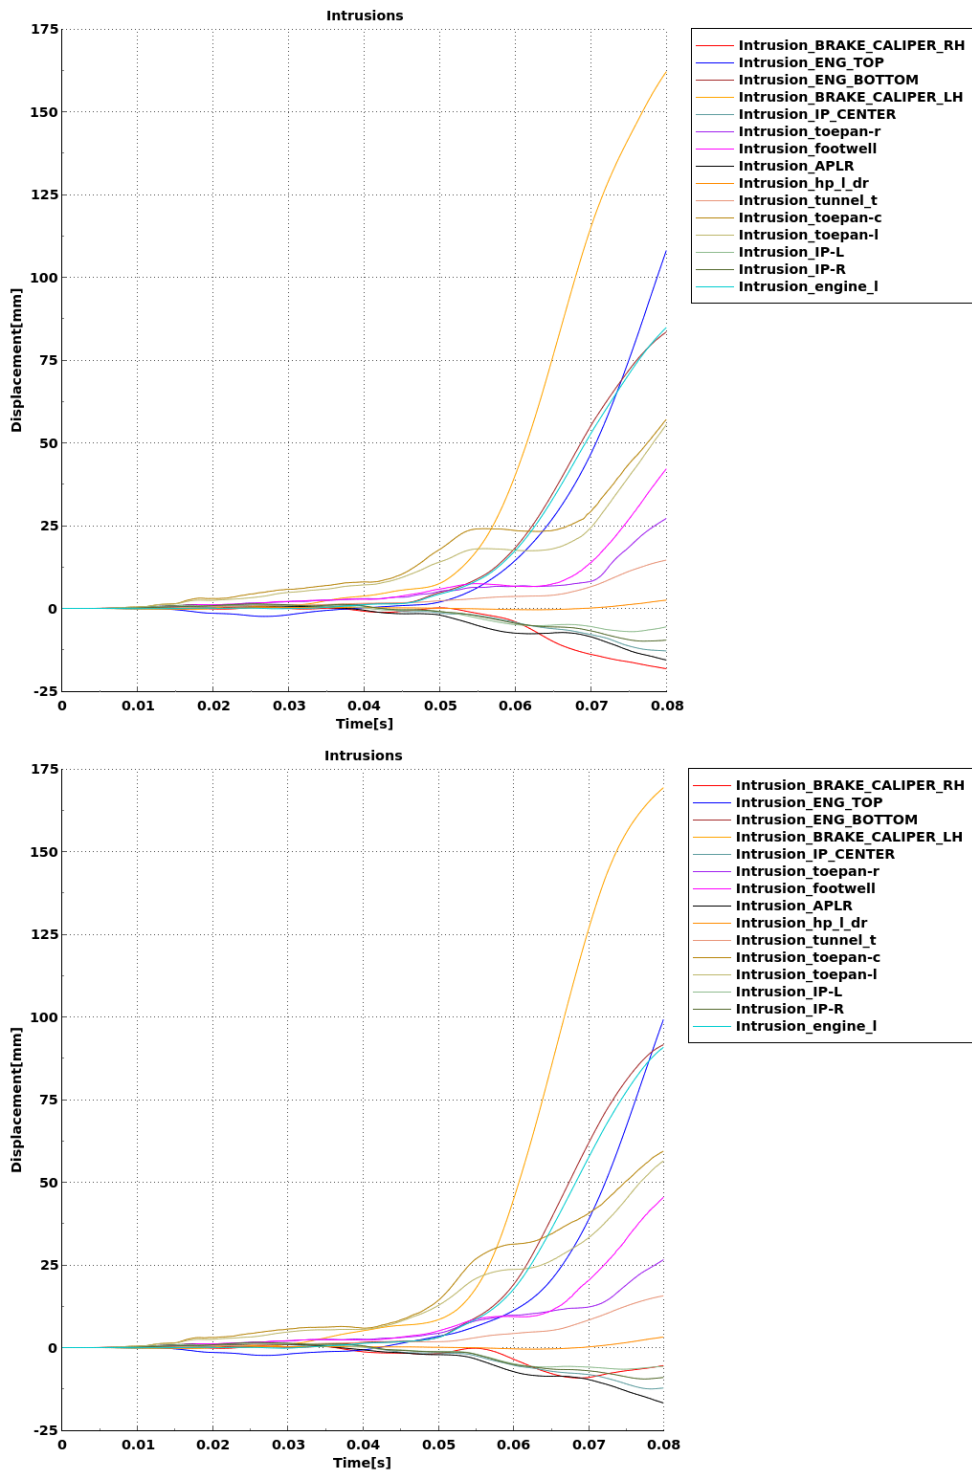 Intrusions
175
150
125
100
75
50
25
0
-25
Displacement[mm]
0 0.01 0.02 0.03 0.04 0.05 0.06 0.07 0.08
Time[s]
Intrusion_BRAKE_CALIPER_RH
Intrusion_ENG_TOP
Intrusion_ENG_BOTTOM
Intrusion_BRAKE_CALIPER_LH
Intrusion_IP_CENTER
Intrusion_toepan-r
Intrusion_footwell
Intrusion_APLR
Intrusion_hp_l_dr
Intrusion_tunnel_t
Intrusion_toepan-c
Intrusion_toepan-l
Intrusion_IP-L
Intrusion_IP-R
Intrusion_engine_l
Intrusions
175
150
125
100
75
50
25
0
-25
Displacement[mm]
0 0.01 0.02 0.03 0.04 0.05 0.06 0.07 0.08
Time[s]
Intrusion_BRAKE_CALIPER_RH
Intrusion_ENG_TOP
Intrusion_ENG_BOTTOM
Intrusion_BRAKE_CALIPER_LH
Intrusion_IP_CENTER
Intrusion_toepan-r
Intrusion_footwell
Intrusion_APLR
Intrusion_hp_l_dr
Intrusion_tunnel_t
Intrusion_toepan-c
Intrusion_toepan-l
Intrusion_IP-L
Intrusion_IP-R
Intrusion_engine_l